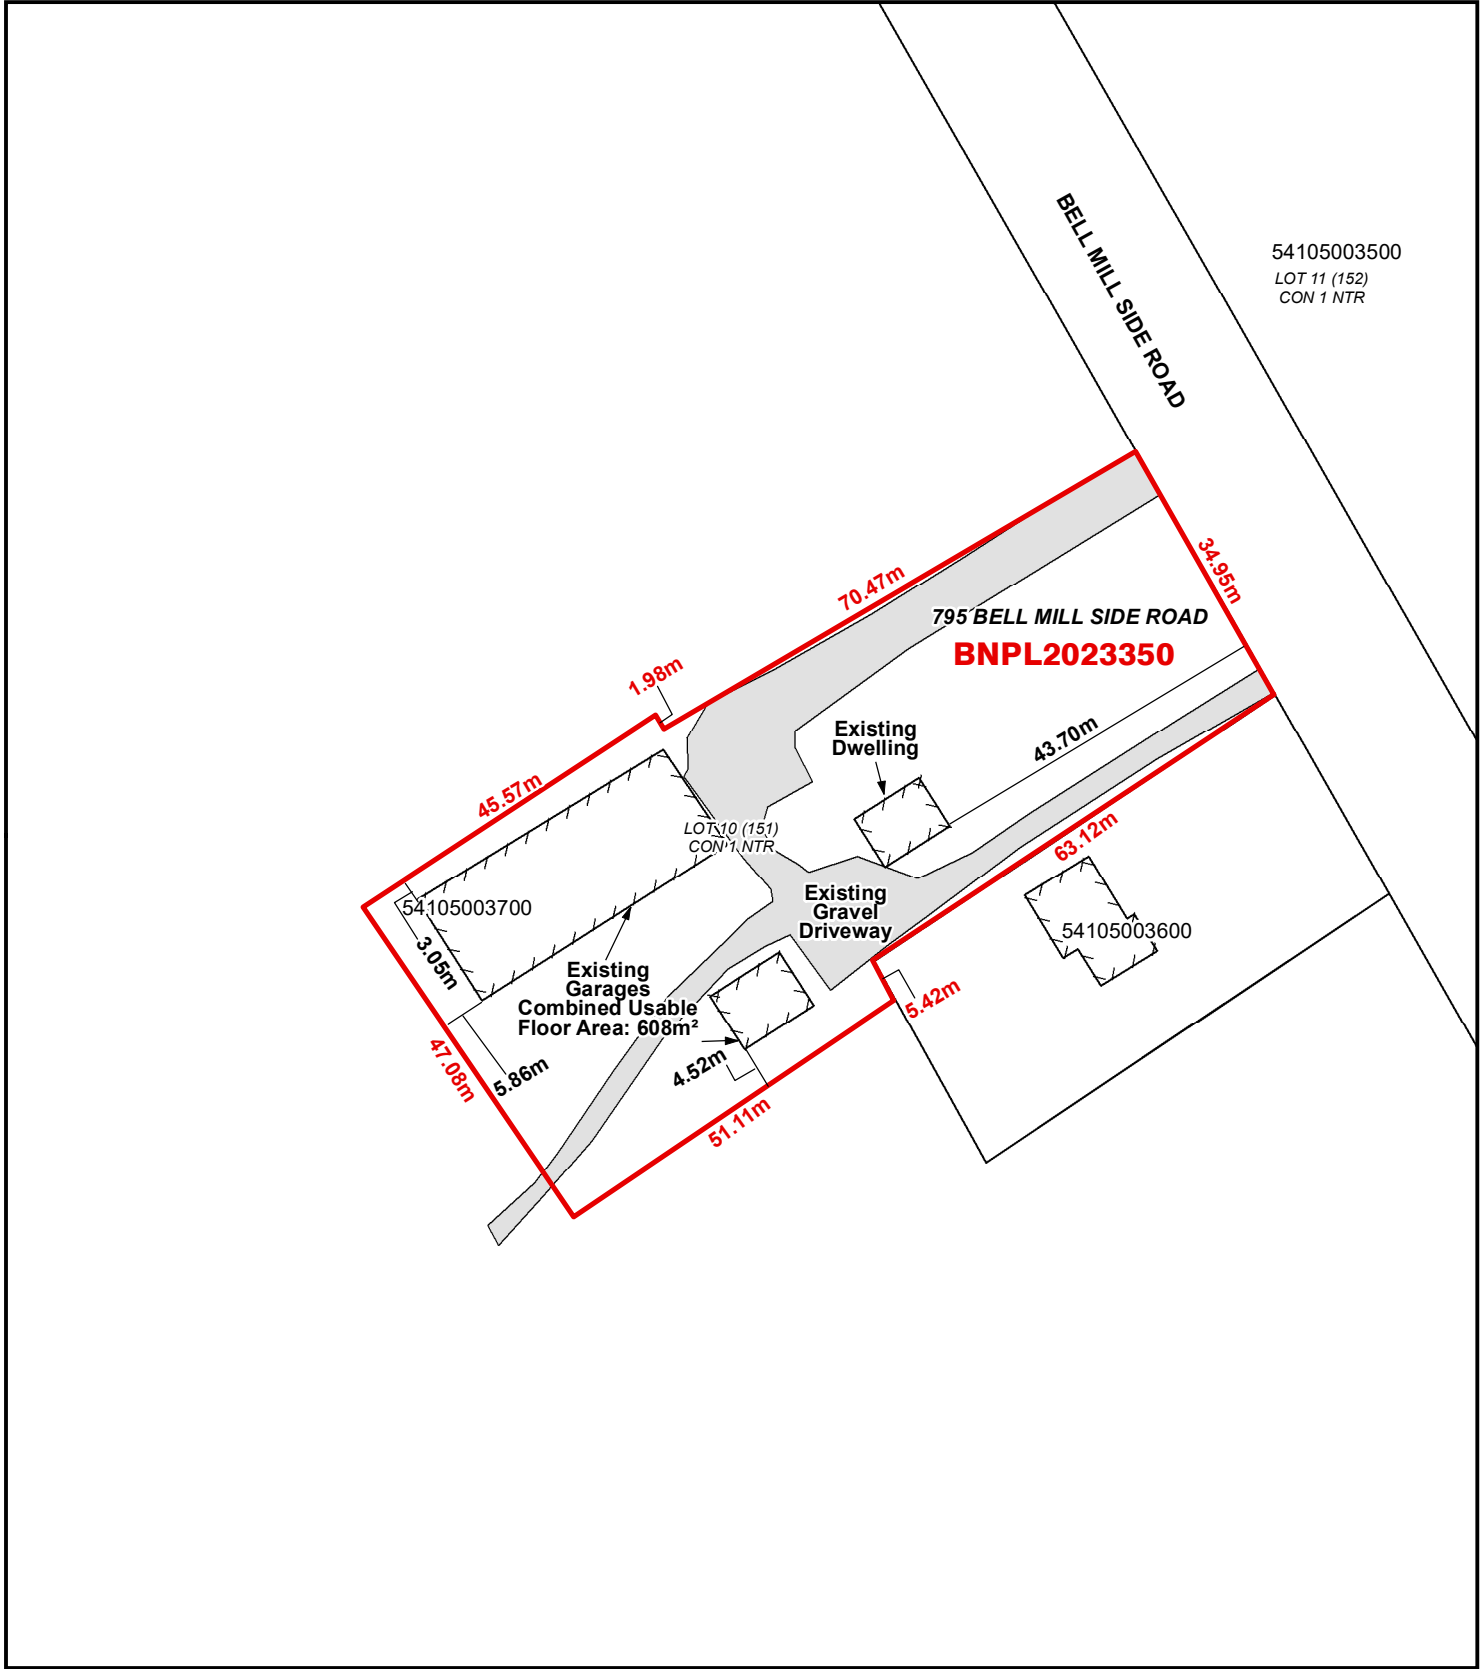 BELL MILL SIDE ROAD
54105003500
LOT 11 (152)
CON 1 NTR
34.95m
70.47m
795 BELL MILL SIDE ROAD
BNPL2023350
1.98m
Existing
Dwelling
43.70m
45.57m
LOT 10 (151)
CON 1 NTR
63.12m
Existing
Gravel
Driveway
54105003700
54105003600
3.05m
Existing
Garages
Combined Usable
Floor Area: 608m²
5.42m
47.08m
5.86m
4.52m
51.11m